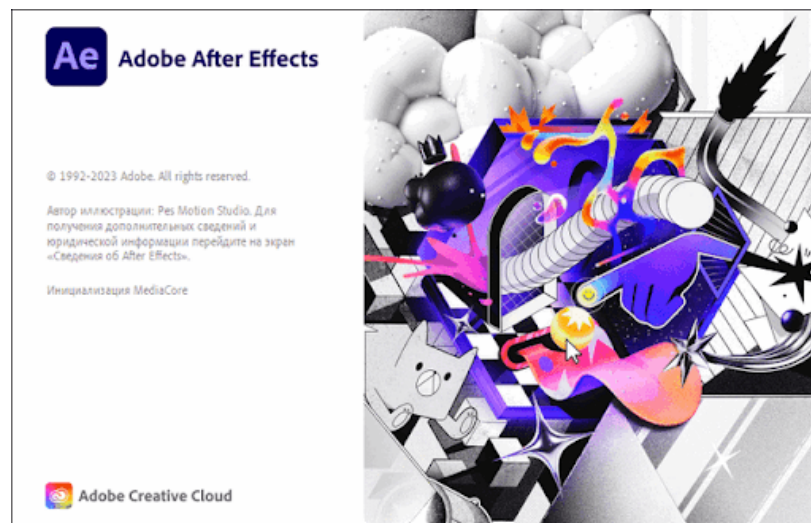 Ae Adobe After Effects
© 1992-2023 Adobe. All rights reserved.
Автор иллюстрации: Pes Motion Studio. Для
получения дополнительных сведений и
юридической информации перейдите на экран
«Сведения об After Effects».
Инициализация MediaCore
Adobe Creative Cloud